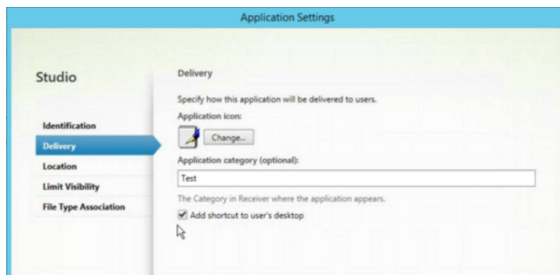 Application Settings
Studio
Identification
Delivery
Location
Limit Visibility
File Type Association
Delivery
Specify how this application will be delivered to users.
Application icon:
Change...
Application category (optional):
Test
The Category in Receiver where the application appears.
Add shortcut to user's desktop